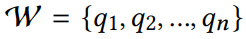 𝒲 = {q₁, q₂, ..., qₙ}